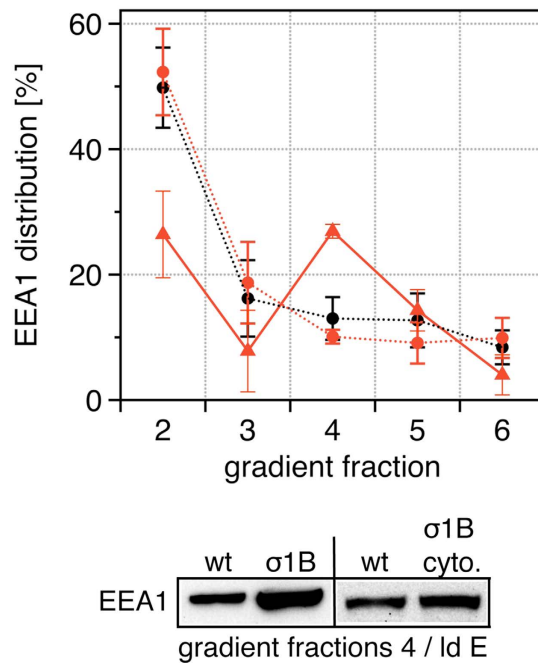 EEA1 distribution [%]
60
40
20
0
2 3 4 5 6
gradient fraction
σ1B
wt σ1B wt cyto.
EEA1
gradient fractions 4 / ld E